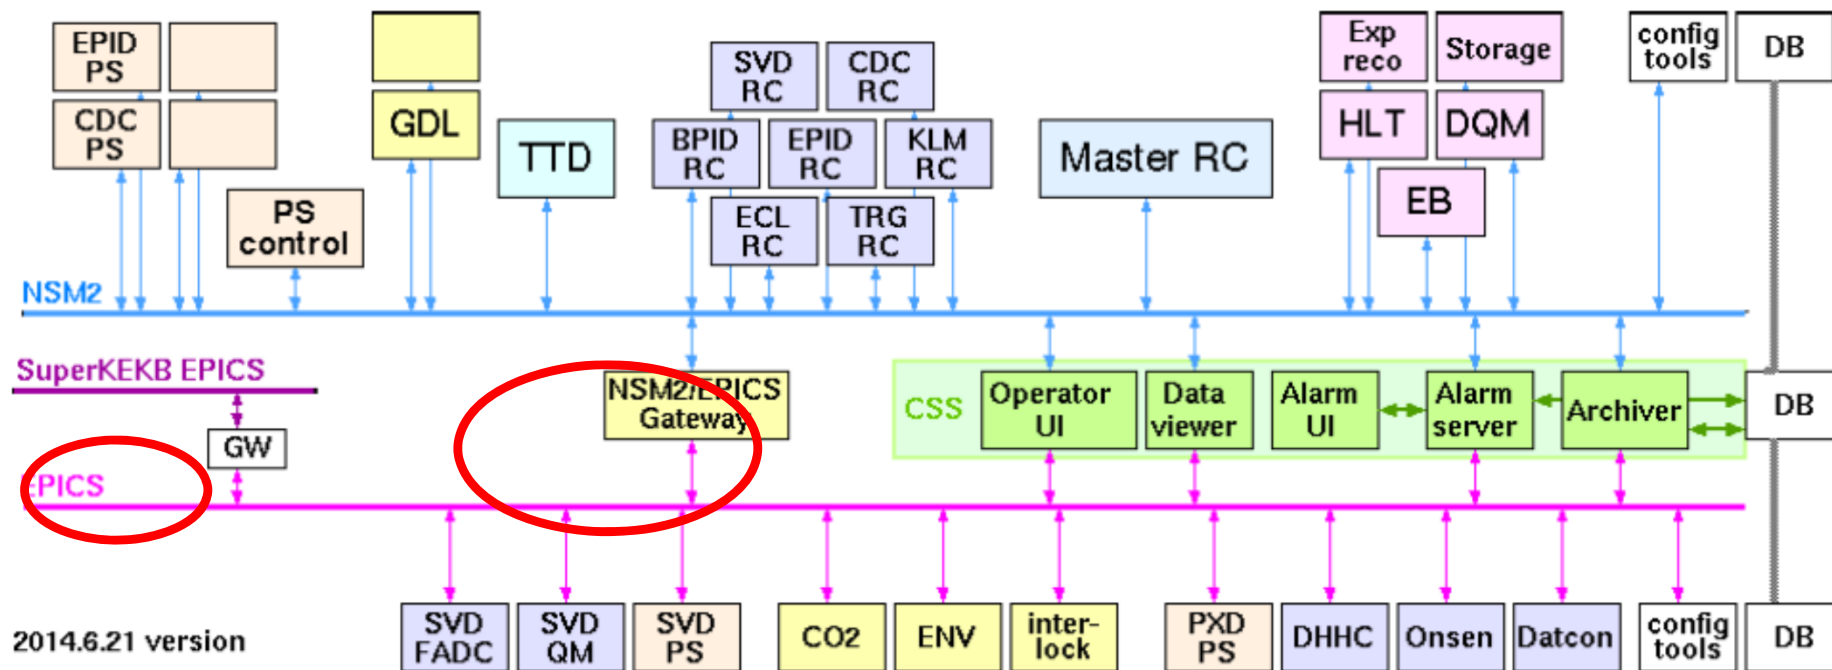 EPID
PS
CDC
PS
PS
control
GDL
TTD
SVD
RC
CDC
RC
BPID
RC
EPID
RC
KLM
RC
ECL
RC
TRG
RC
Master RC
Exp
reco
Storage
HLT
DQM
EB
config
tools
DB
NSM2
SuperKEKB EPICS
GW
NSM2/EPICS
Gateway
CSS
Operator
UI
Data
viewer
Alarm
UI
Alarm
server
Archiver
DB
EPICS
2014.6.21 version
SVD
FADC
SVD
QM
SVD
PS
CO2
ENV
inter-
lock
PXD
PS
DHHC
Onsen
Datcon
config
tools
DB